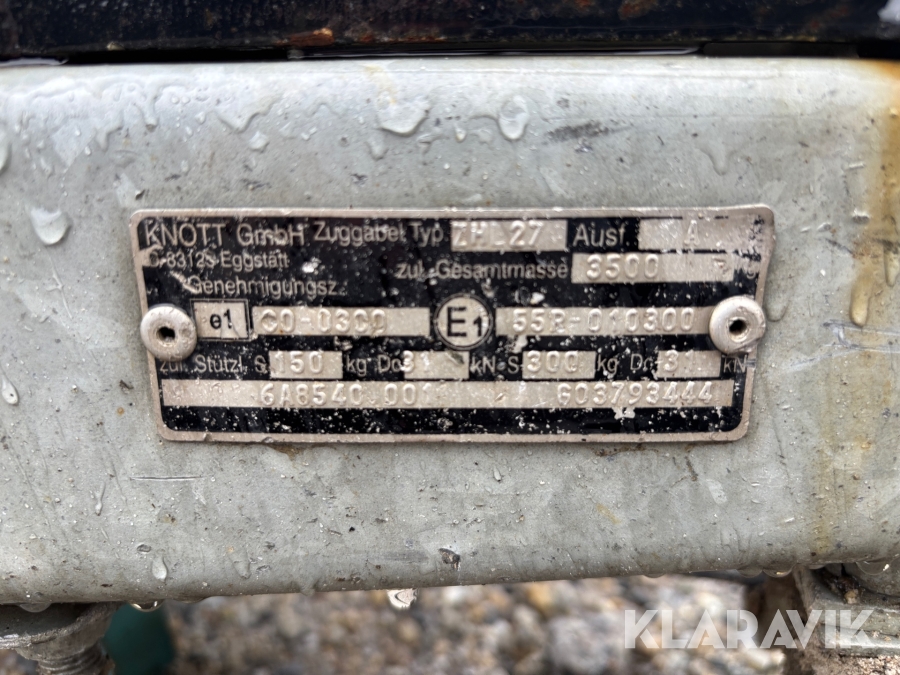 KNOTT GmbH Zuggabel Typ ZHL27 Ausf. A
D-83125 Eggstätt zul. Gesamtmasse 3500
Genehmigungsz.
e1 00-0300 E1 55R-010300
zul. Stützl. S 150 kg Dc 31 kN S 300 kg Dc 31 kN
6A8540.001 G03793444
KLARAVIK